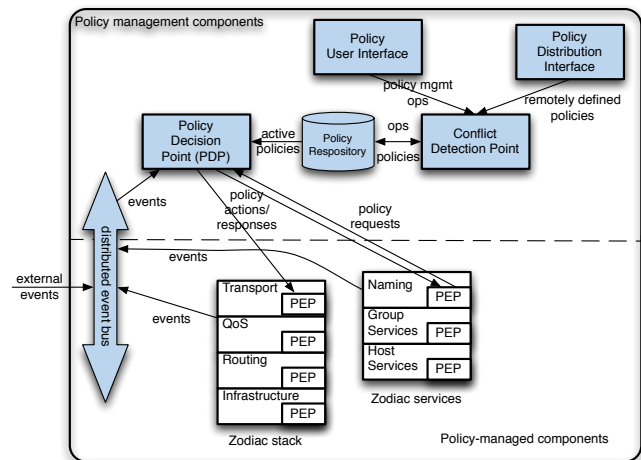 Policy management components
Policy
User Interface
Policy
Distribution
Interface
policy mgmt
ops
remotely defined
policies
Policy
Decision
Point (PDP)
active
policies
Policy
Respository
ops
policies
Conflict
Detection Point
events
policy
actions/
responses
policy
requests
distributed event bus
events
external
events
events
Transport
PEP
QoS
PEP
Routing
PEP
Infrastructure
PEP
Zodiac stack
Naming
PEP
Group
Services
PEP
Host
Services
PEP
Zodiac services
Policy-managed components